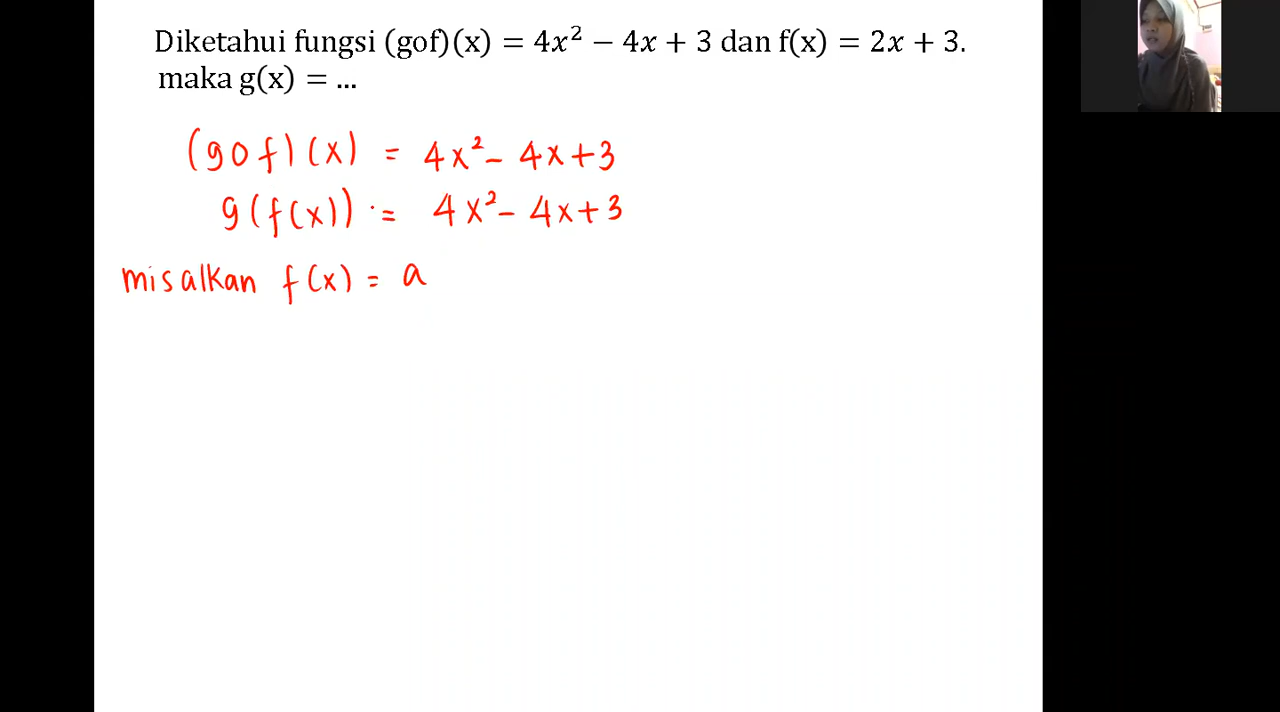 Diketahui fungsi (gof)(x) = 4x² − 4x + 3 dan f(x) = 2x + 3.
maka g(x) = ...
(gof)(x) = 4x² - 4x + 3
g(f(x)) = 4x² - 4x + 3
misalkan f(x) = a